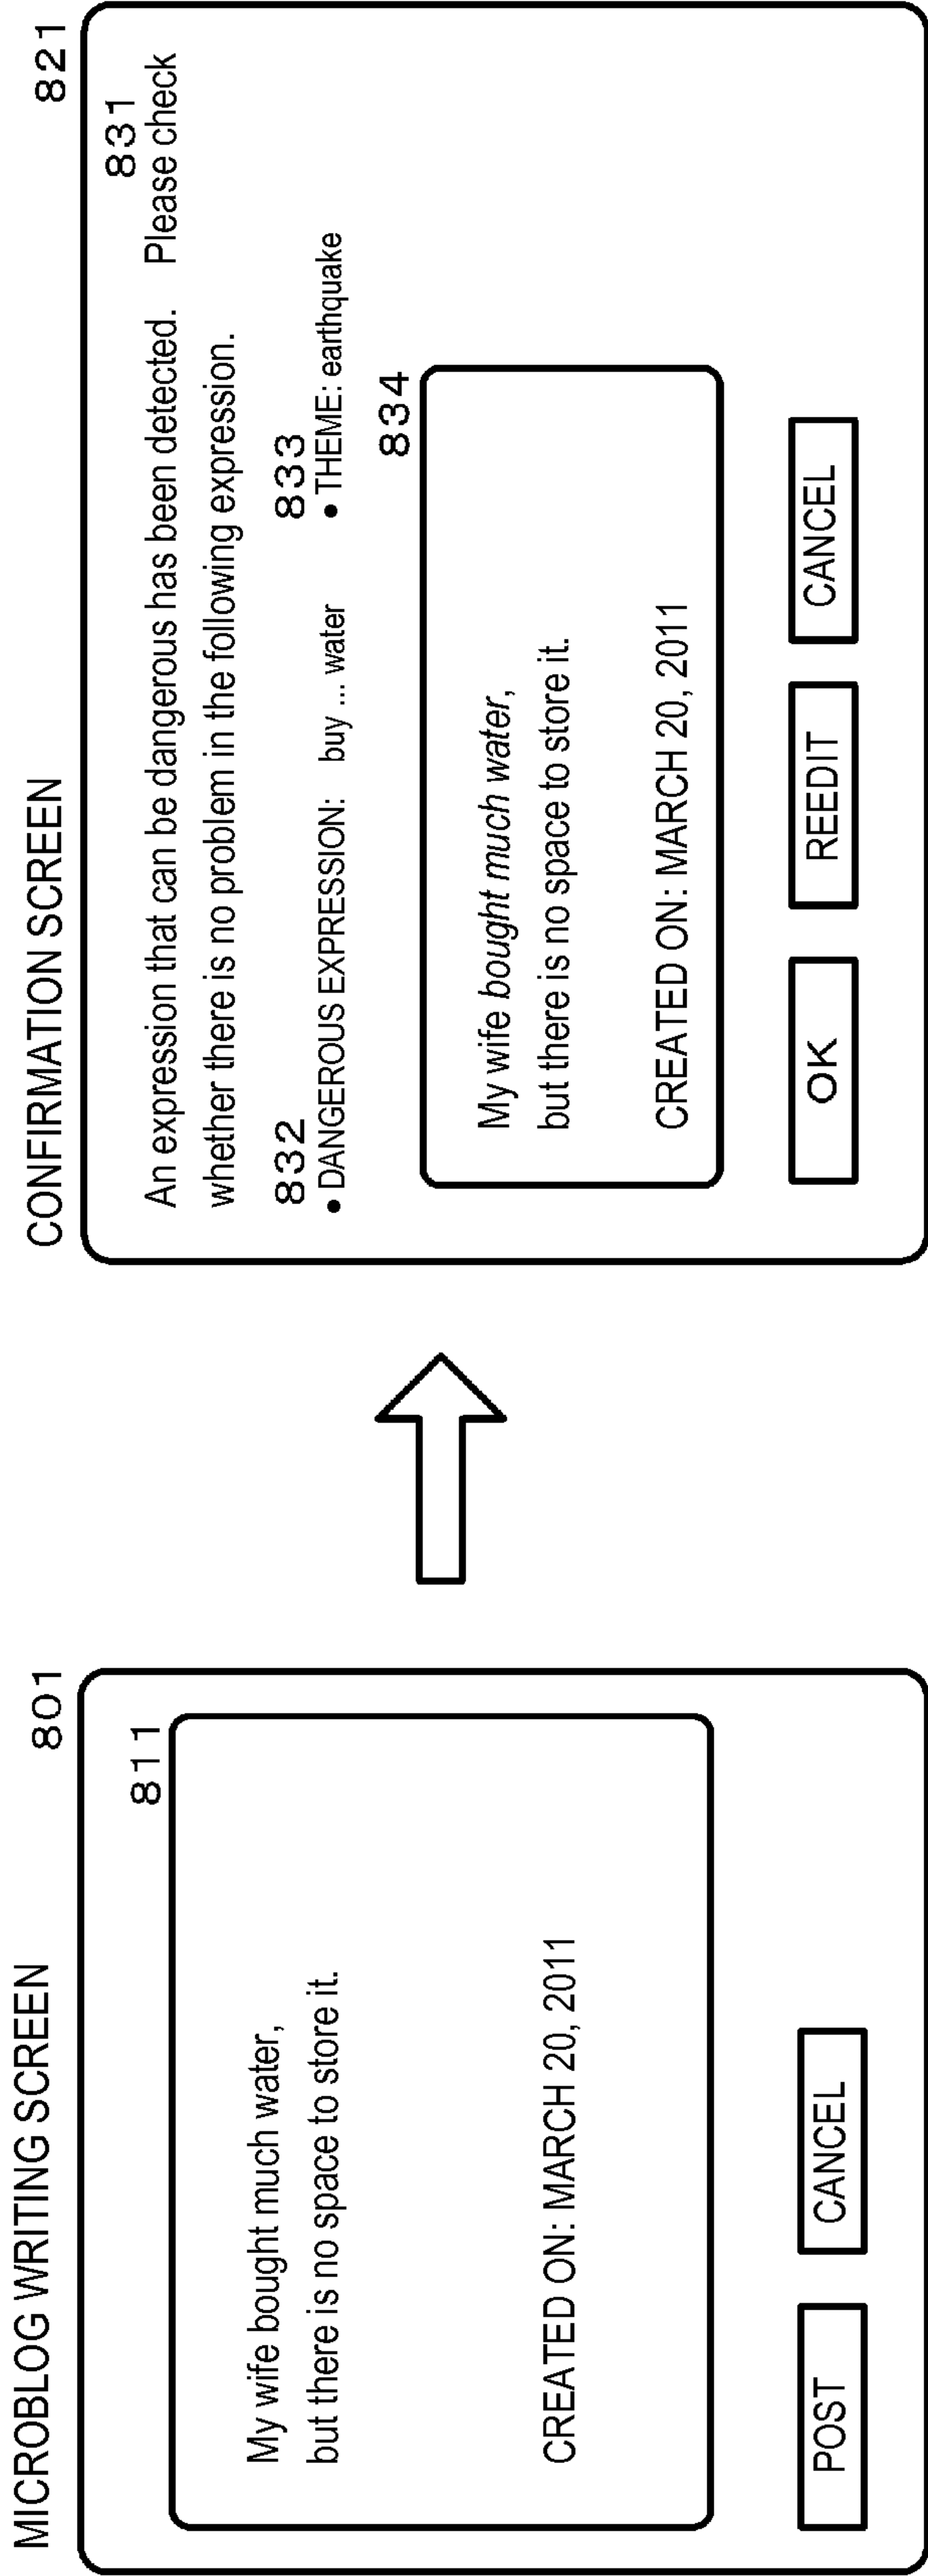 MICROBLOG WRITING SCREEN
801
811
My wife bought much water,
but there is no space to store it.
CREATED ON: MARCH 20, 2011
POST
CANCEL
CONFIRMATION SCREEN
821
831
An expression that can be dangerous has been detected. Please check
whether there is no problem in the following expression.
832
833
• DANGEROUS EXPRESSION: buy ... water
• THEME: earthquake
834
My wife bought much water,
but there is no space to store it.
CREATED ON: MARCH 20, 2011
OK
REEDIT
CANCEL